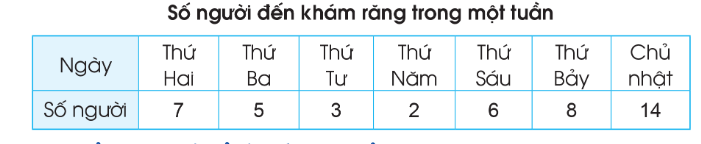 Số người đến khám răng trong một tuần
Ngày Thứ Hai Thứ Ba Thứ Tư Thứ Năm Thứ Sáu Thứ Bảy Chủ nhật
Số người 7 5 3 2 6 8 14